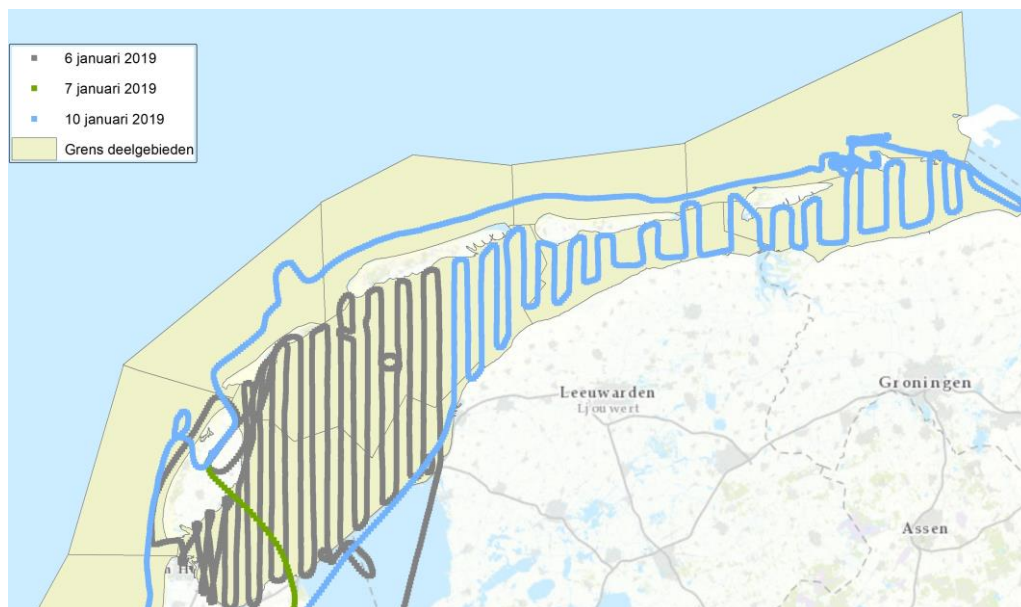 6 januari 2019
7 januari 2019
10 januari 2019
Grens deelgebieden
Leeuwarden
Ljouwert
Groningen
Assen